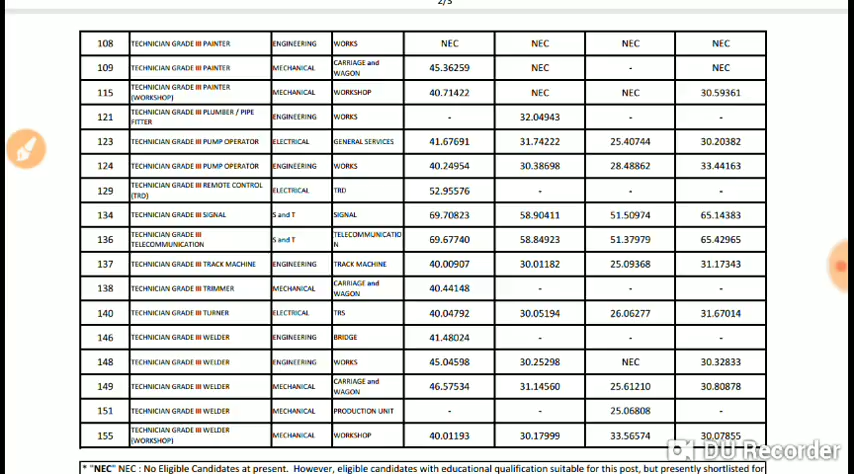 2/3
108 TECHNICIAN GRADE III PAINTER ENGINEERING WORKS NEC NEC NEC NEC
109 TECHNICIAN GRADE III PAINTER MECHANICAL CARRIAGE and WAGON 45.36259 NEC - NEC
115 TECHNICIAN GRADE III PAINTER (WORKSHOP) MECHANICAL WORKSHOP 40.71422 NEC NEC 30.59361
121 TECHNICIAN GRADE III PLUMBER / PIPE FITTER ENGINEERING WORKS - 32.04943 - -
123 TECHNICIAN GRADE III PUMP OPERATOR ELECTRICAL GENERAL SERVICES 41.67691 31.74222 25.40744 30.20382
124 TECHNICIAN GRADE III PUMP OPERATOR ENGINEERING WORKS 40.24954 30.38698 28.48862 33.44163
129 TECHNICIAN GRADE III REMOTE CONTROL (TRD) ELECTRICAL TRD 52.95576 - - -
134 TECHNICIAN GRADE III SIGNAL S and T SIGNAL 69.70823 58.90411 51.50974 65.14383
136 TECHNICIAN GRADE III TELECOMMUNICATION S and T TELECOMMUNICATIO N 69.67740 58.84923 51.37979 65.42965
137 TECHNICIAN GRADE III TRACK MACHINE ENGINEERING TRACK MACHINE 40.00907 30.01182 25.09368 31.17343
138 TECHNICIAN GRADE III TRIMMER MECHANICAL CARRIAGE and WAGON 40.44148 - - -
140 TECHNICIAN GRADE III TURNER ELECTRICAL TRS 40.04792 30.05194 26.06277 31.67014
146 TECHNICIAN GRADE III WELDER ENGINEERING BRIDGE 41.48024 - - -
148 TECHNICIAN GRADE III WELDER ENGINEERING WORKS 45.04598 30.25298 NEC 30.32833
149 TECHNICIAN GRADE III WELDER MECHANICAL CARRIAGE and WAGON 46.57534 31.14560 25.61210 30.80878
151 TECHNICIAN GRADE III WELDER MECHANICAL PRODUCTION UNIT - - 25.06808 -
155 TECHNICIAN GRADE III WELDER (WORKSHOP) MECHANICAL WORKSHOP 40.01193 30.17999 33.56574 30.07855
DU Recorder
* "NEC" NEC : No Eligible Candidates at present. However, eligible candidates with educational qualification suitable for this post, but presently shortlisted for